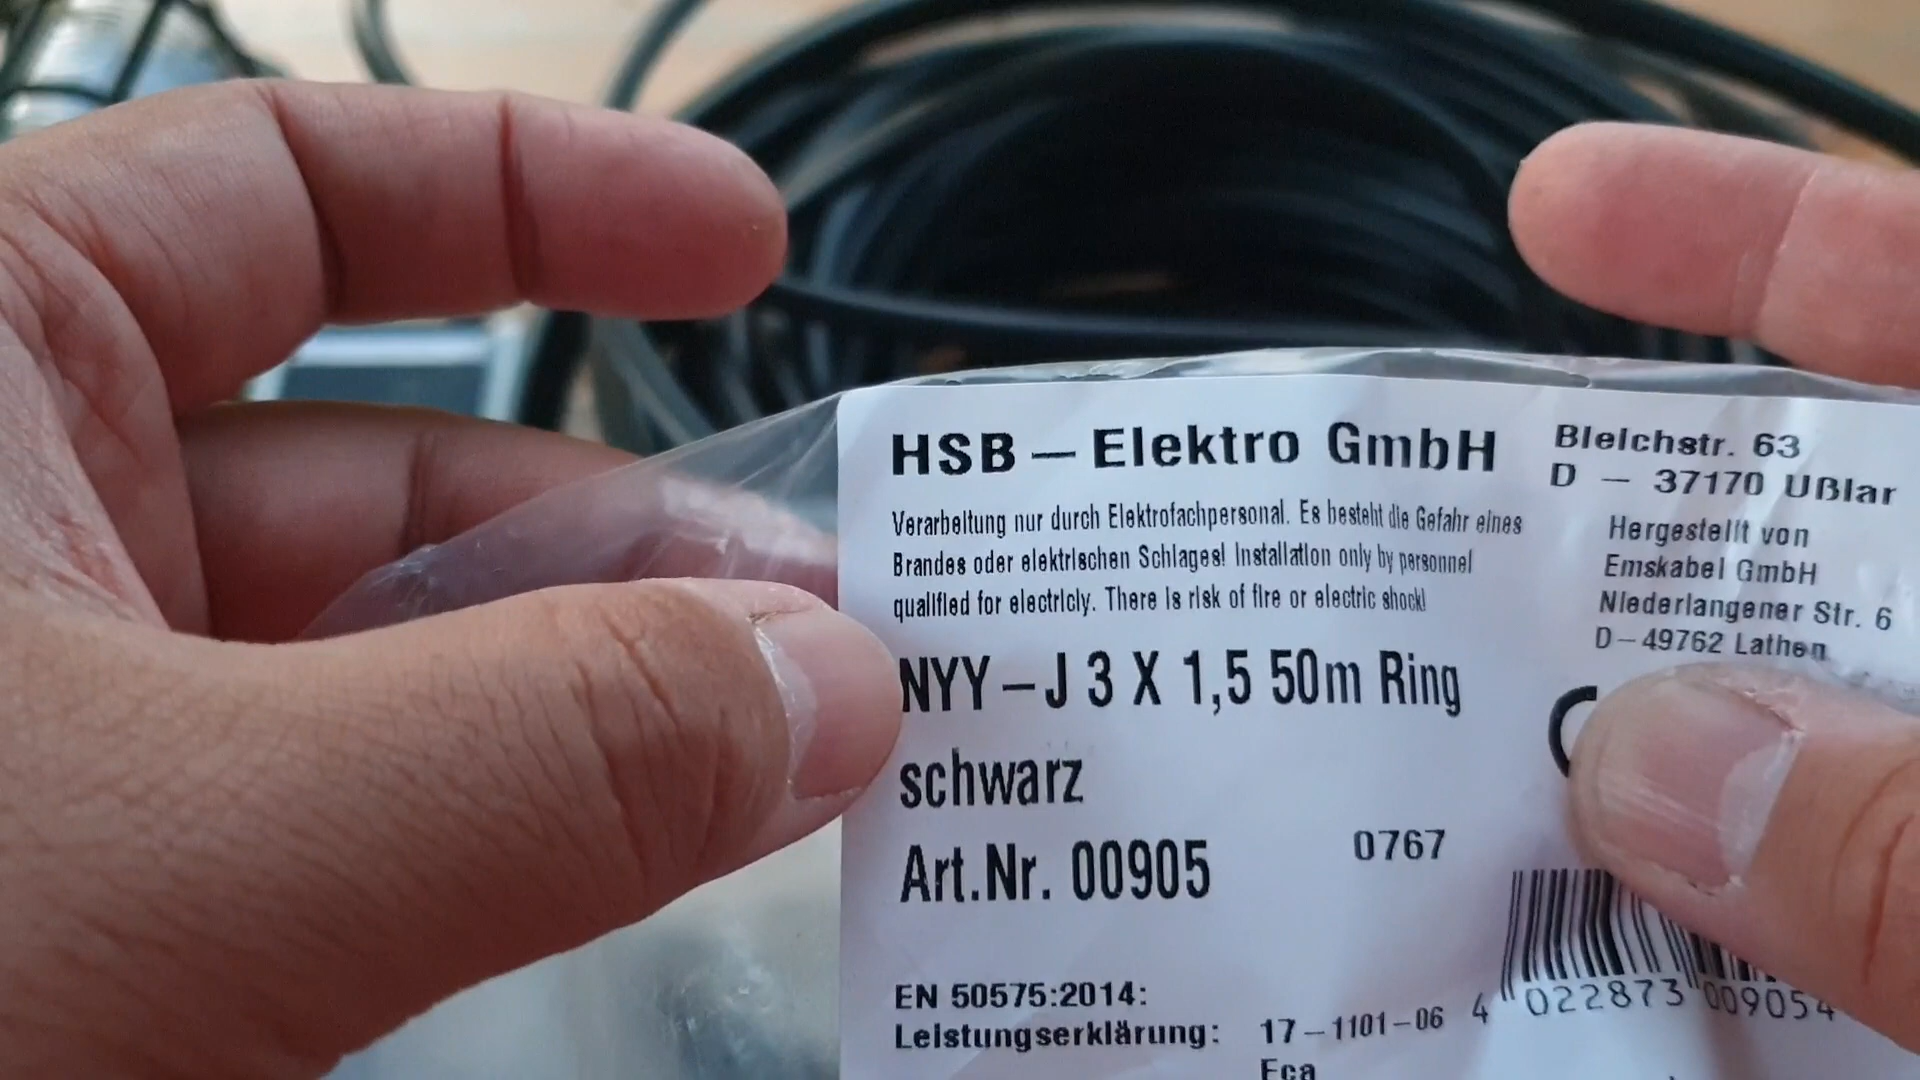 HSB – Elektro GmbH
Bleichstr. 63
D – 37170 Ußlar
Verarbeitung nur durch Elektrofachpersonal. Es besteht die Gefahr eines
Brandes oder elektrischen Schlages! Installation only by personnel
qualified for electricly. There is risk of fire or electric shock!
Hergestellt von
Emskabel GmbH
Niederlangener Str. 6
D – 49762 Lathen
NYY – J 3 X 1,5 50m Ring
schwarz
Art.Nr. 00905
0767
4 022873 009054
EN 50575:2014:
Leistungserklärung: 17 – 1101 – 06
Eca